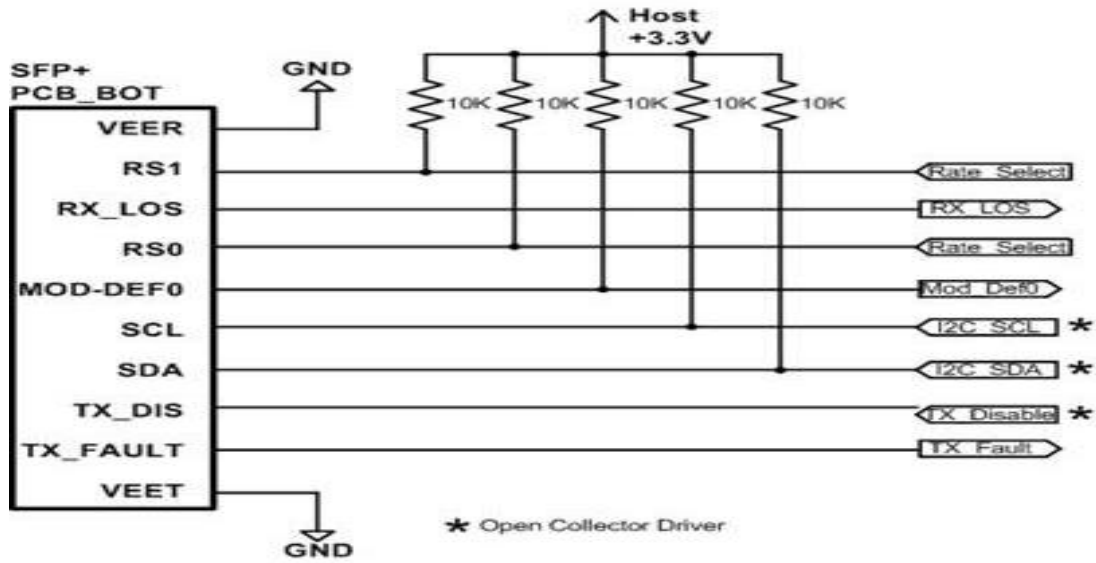 Host
+3.3V
SFP+
PCB_BOT
GND
10K 10K 10K 10K 10K
VEER
RS1 Rate Select
RX_LOS RX LOS
RS0 Rate Select
MOD-DEF0 Mod Def0
SCL I2C SCL *
SDA I2C SDA *
TX_DIS TX Disable *
TX_FAULT TX Fault
VEET
GND
* Open Collector Driver